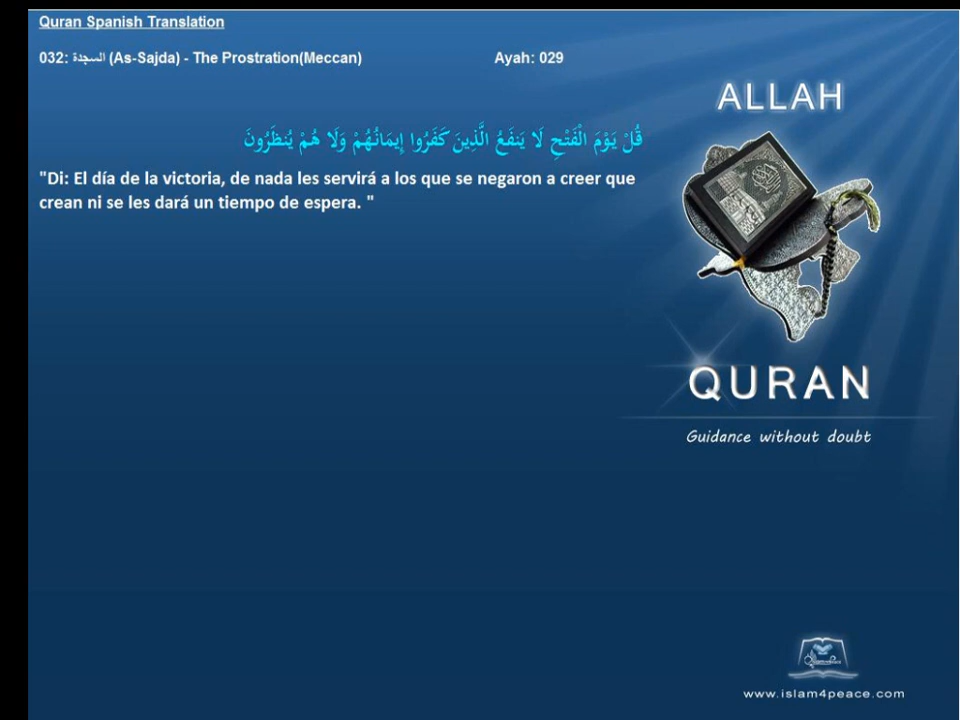 Quran Spanish Translation
032: السجدة (As-Sajda) - The Prostration(Meccan) Ayah: 029
ALLAH
قُلْ يَوْمَ الْفَتْحِ لَا يَنفَعُ الَّذِينَ كَفَرُوا إِيمَانُهُمْ وَلَا هُمْ يُنظَرُونَ
"Di: El día de la victoria, de nada les servirá a los que se negaron a creer que
crean ni se les dará un tiempo de espera. "
QURAN
Guidance without doubt
www.islam4peace.com